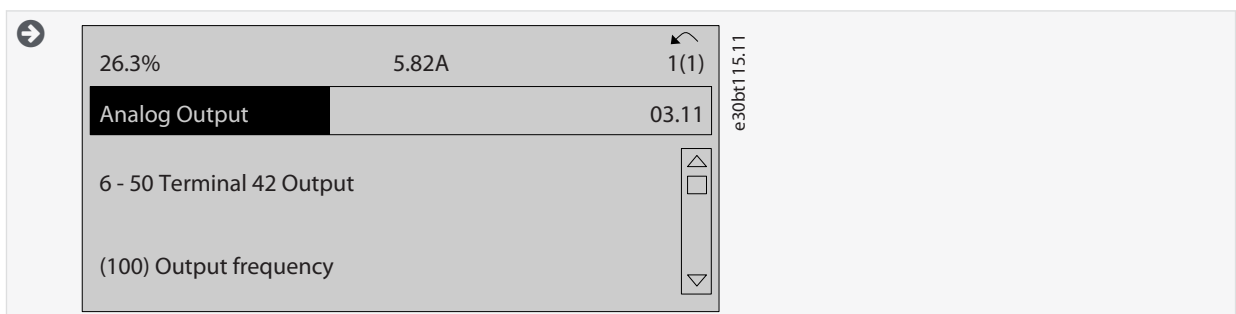 26.3% 5.82A 1(1)
Analog Output 03.11
6 - 50 Terminal 42 Output
(100) Output frequency
e30bt115.11